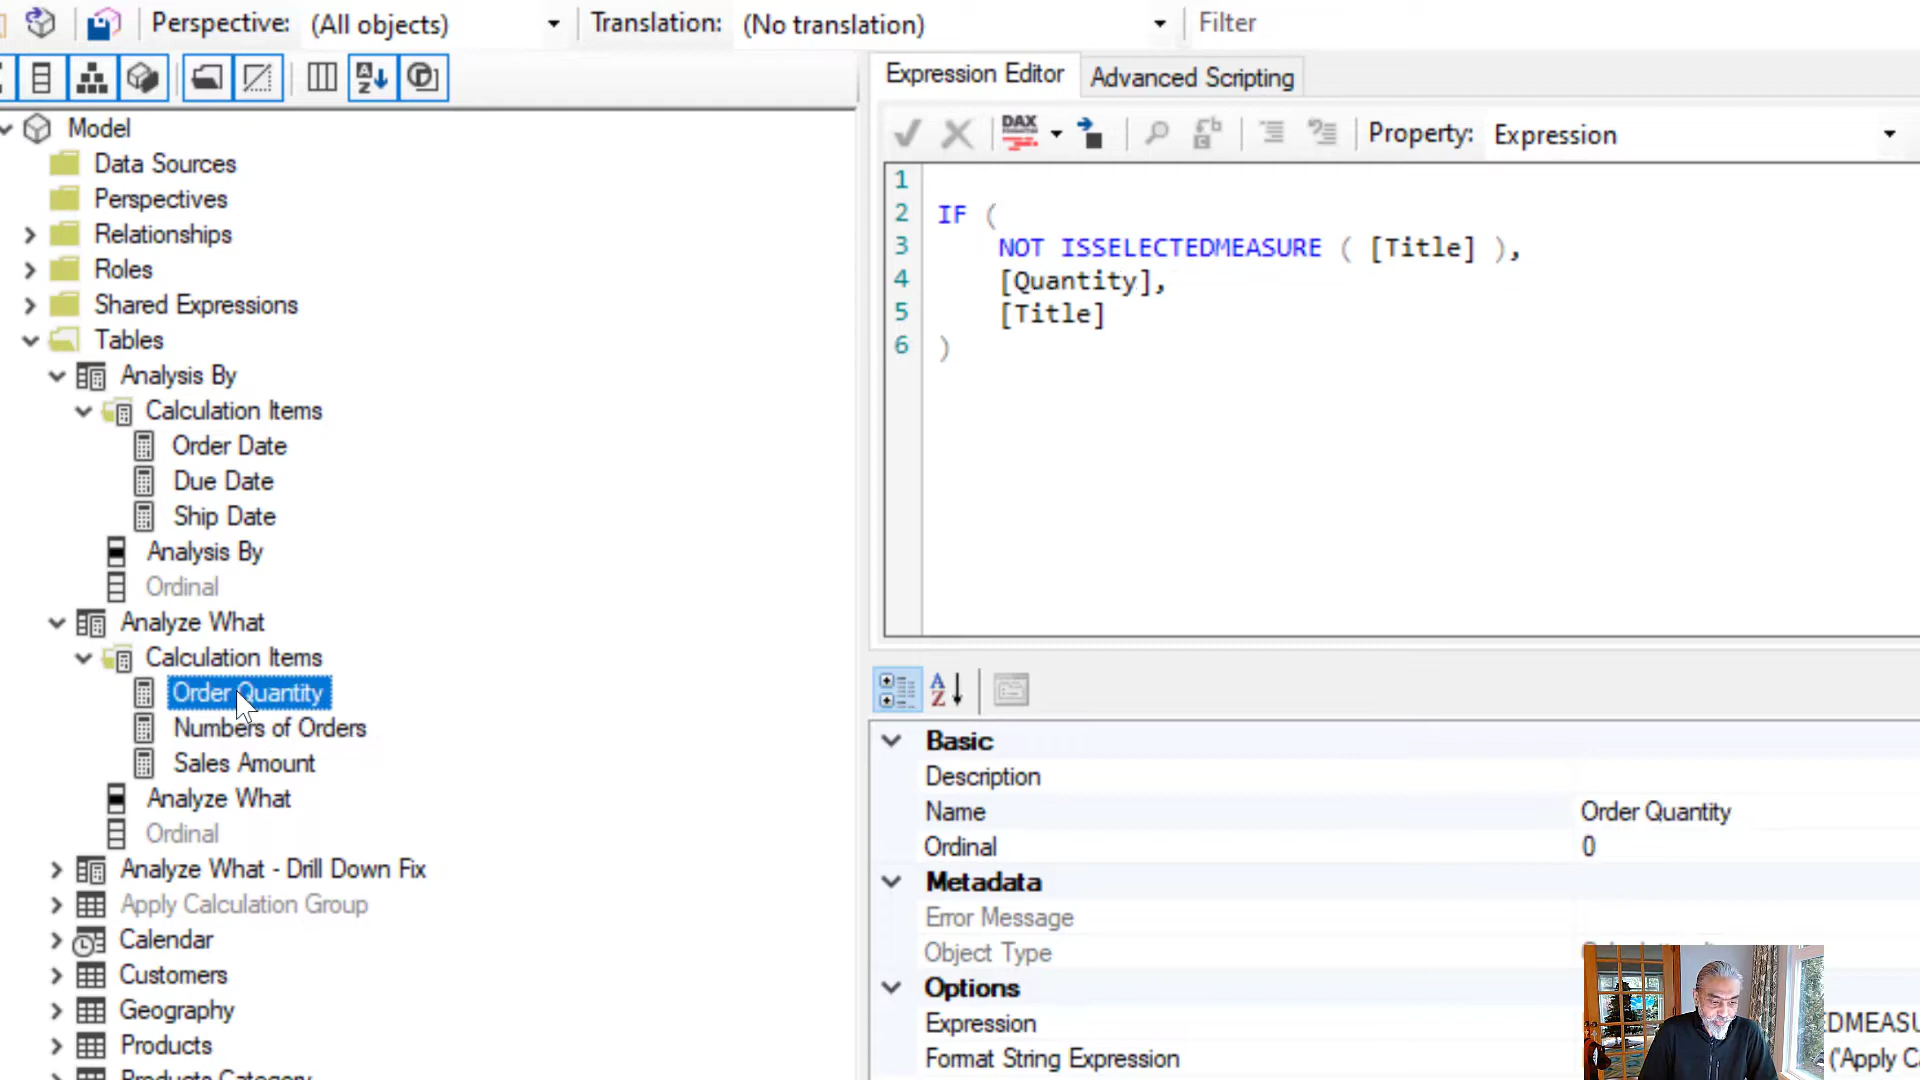 Perspective: (All objects) Translation: (No translation) Filter
Expression Editor Advanced Scripting
DAX Property: Expression
Model
Data Sources
Perspectives
Relationships
Roles
Shared Expressions
Tables
Analysis By
Calculation Items
Order Date
Due Date
Ship Date
Analysis By
Ordinal
Analyze What
Calculation Items
Order Quantity
Numbers of Orders
Sales Amount
Analyze What
Ordinal
Analyze What - Drill Down Fix
Apply Calculation Group
Calendar
Customers
Geography
Products
Products Category
1
2 IF (
3 NOT ISSELECTEDMEASURE ( [Title] ),
4 [Quantity],
5 [Title]
6 )
Basic
Description
Name Order Quantity
Ordinal 0
Metadata
Error Message
Object Type
Options
Expression
Format String Expression ('Apply